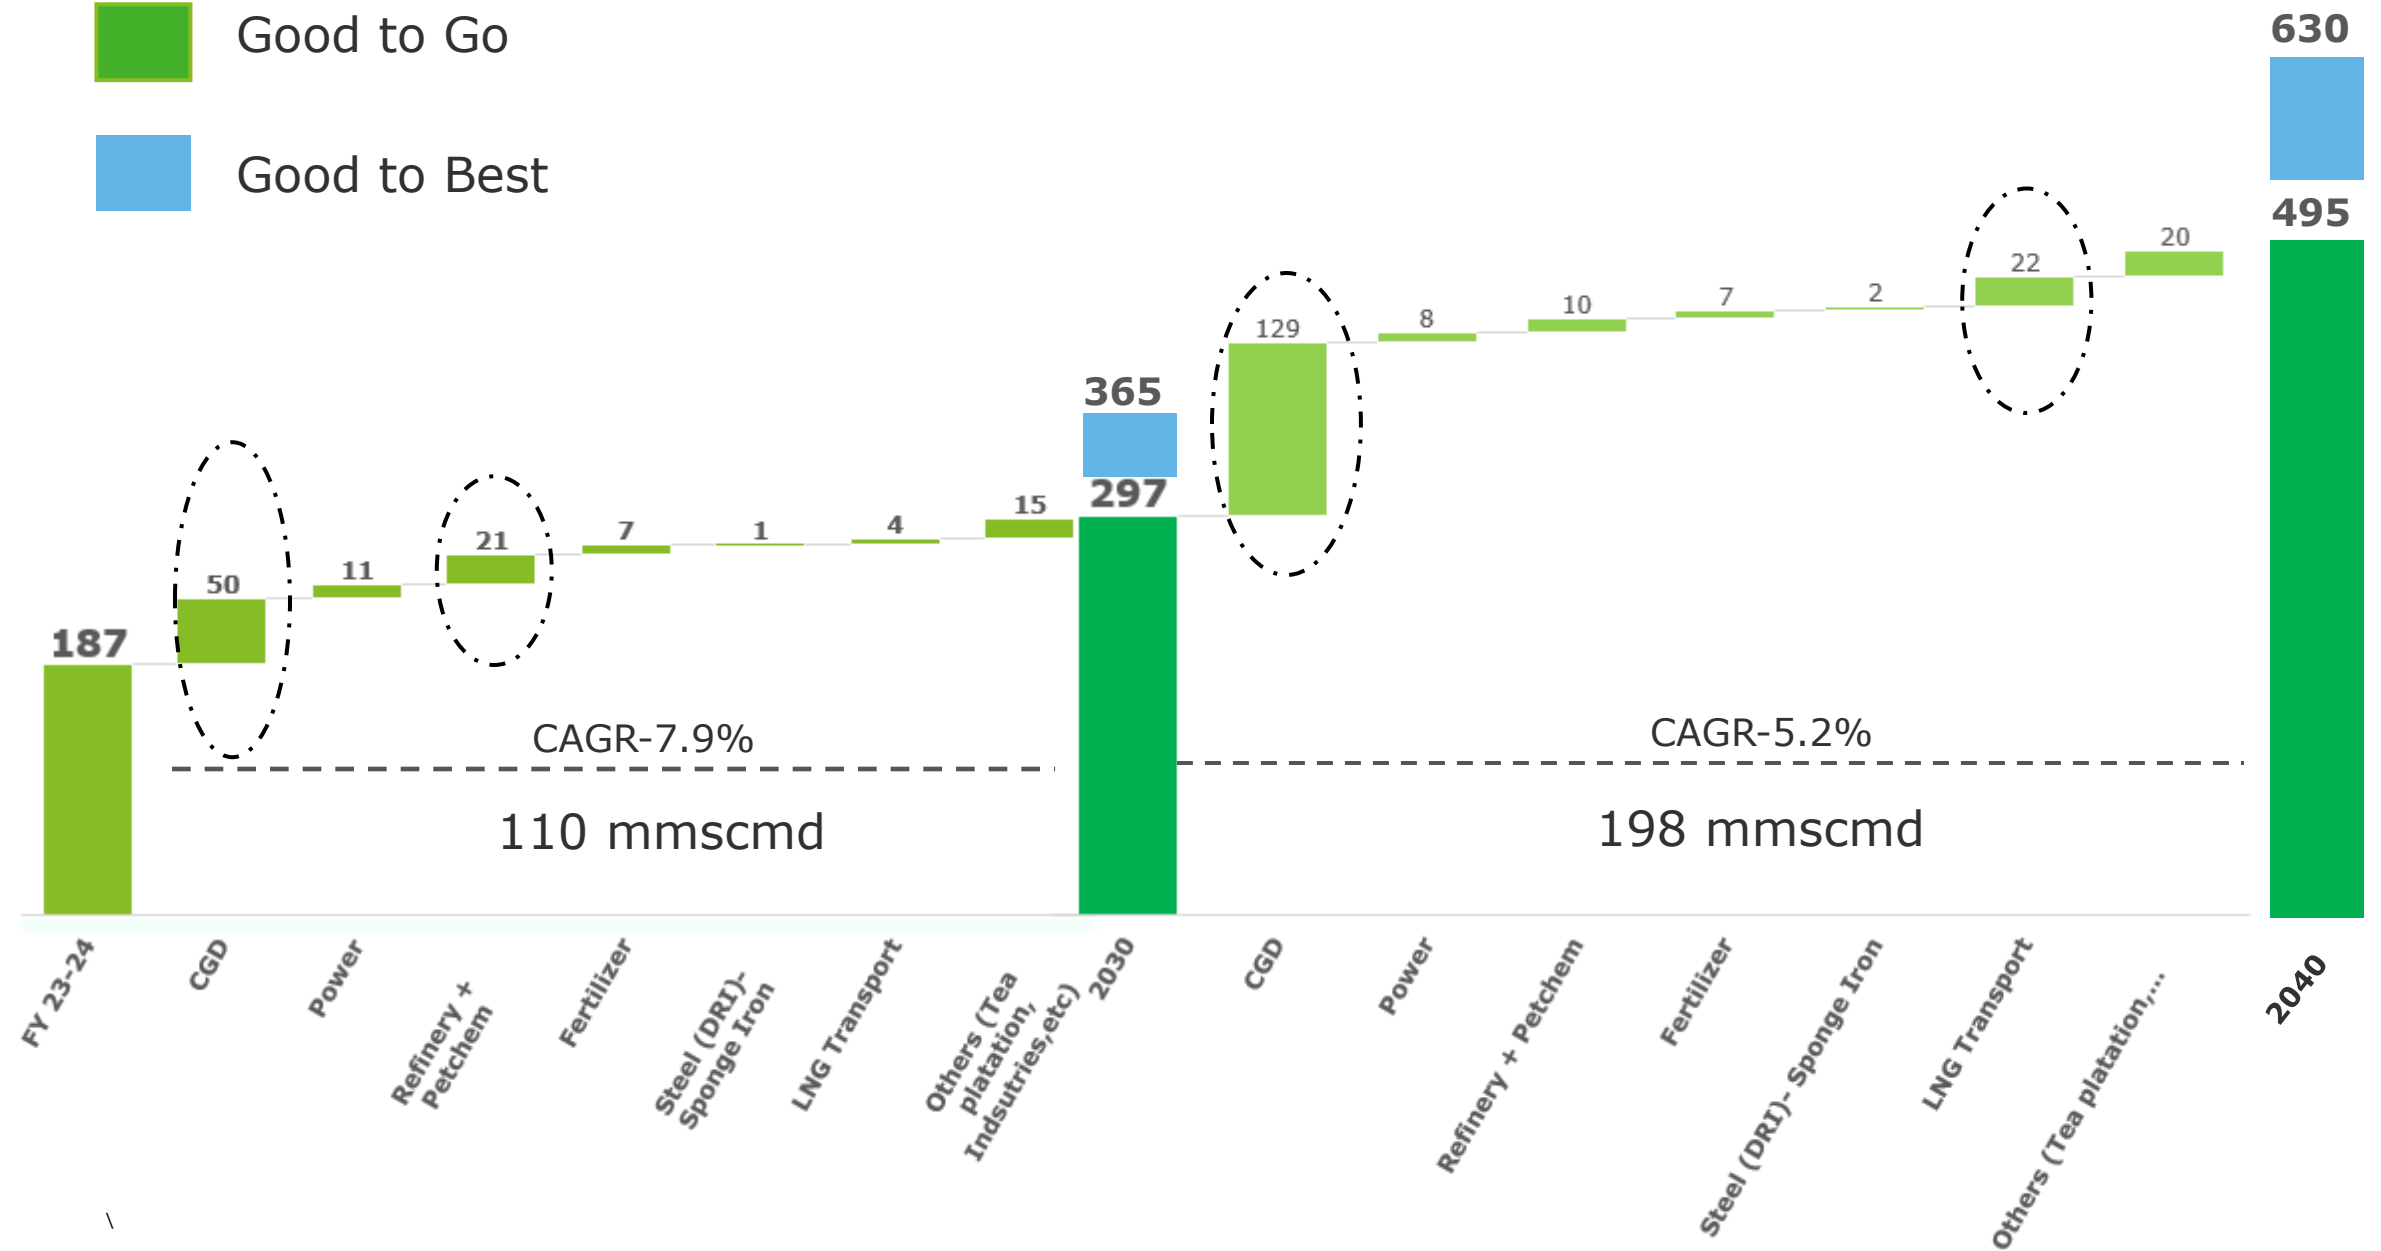 Good to Go
Good to Best
630
495
20
22
2
7
10
8
129
365
297
15
4
1
7
21
11
50
187
CAGR-7.9%
CAGR-5.2%
110 mmscmd
198 mmscmd
FY 23-24
CGD
Power
Refinery +
Petchem
Fertilizer
Steel (DRI)-
Sponge Iron
LNG Transport
Others (Tea
platation,
Indsutries,etc)
2030
CGD
Power
Refinery + Petchem
Fertilizer
Steel (DRI)- Sponge Iron
LNG Transport
Others (Tea platation,...
2040
\